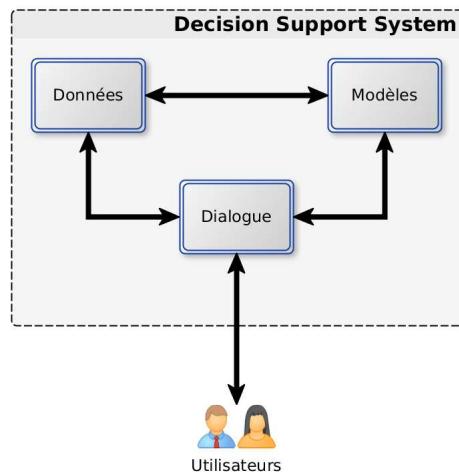 Decision Support System
Données
Modèles
Dialogue
Utilisateurs